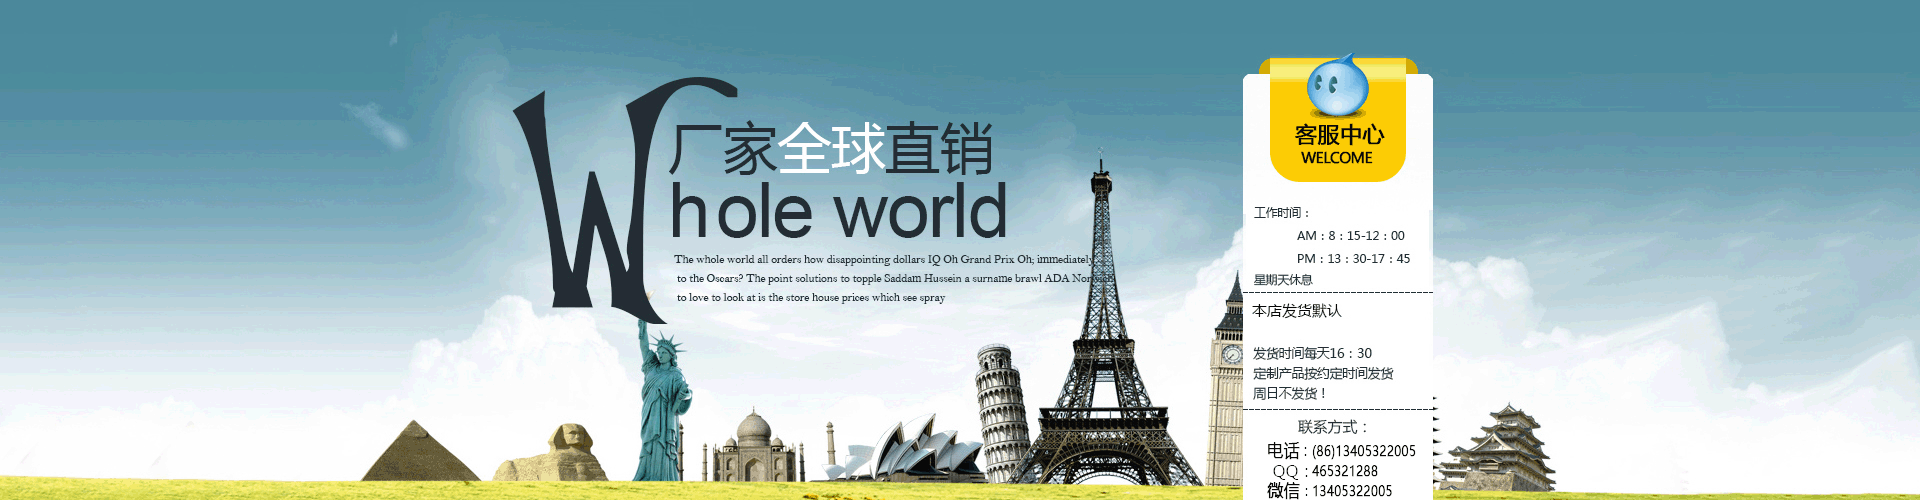 厂家全球直销
Whole world
The whole world all orders how disappointing dollars IQ Oh Grand Prix Oh; immediately
to the Oscars? The point solutions to topple Saddam Hussein a surname brawl ADA
to love to look at is the store house prices which see spray
客服中心
WELCOME
工作时间：
AM：8：15-12：00
PM：13：30-17：45
星期天休息
本店发货默认
发货时间每天16：30
定制产品按约定时间发货
周日不发货！
联系方式：
电话：(86)13405322005
QQ：465321288
微信：13405322005